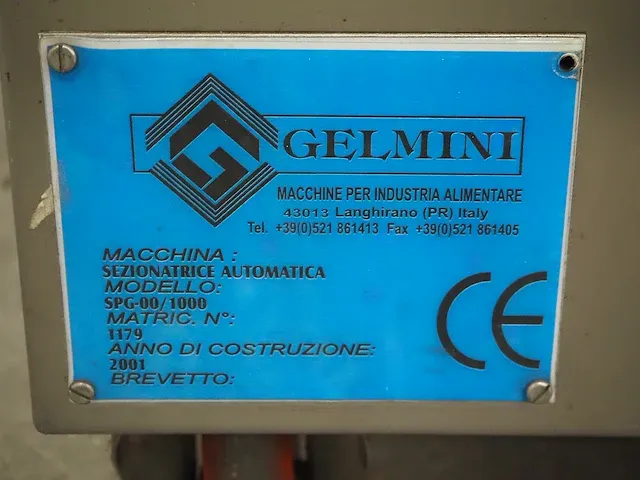 GELMINI
MACCHINE PER INDUSTRIA ALIMENTARE
43013 Langhirano (PR) Italy
Tel. +39(0)521 861413 Fax +39(0)521 861405
MACCHINA :
SEZIONATRICE AUTOMATICA
MODELLO:
SPG-00/1000
MATRIC. N°:
1179
ANNO DI COSTRUZIONE:
2001
BREVETTO:
CE